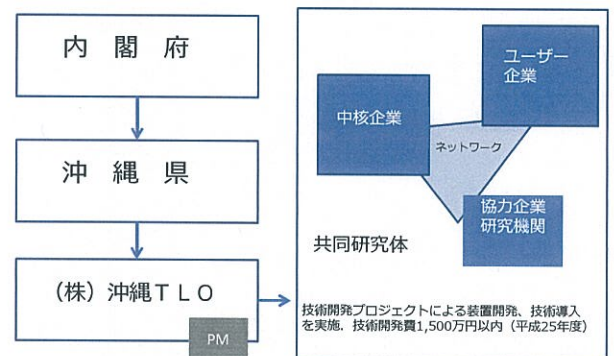 内 閣 府
沖 縄 県
(株) 沖縄ＴＬＯ
PM
ユーザー
企業
中核企業
ネットワーク
協力企業
研究機関
共同研究体
技術開発プロジェクトによる装置開発、技術導入
を実施. 技術開発費1,500万円以内（平成25年度）